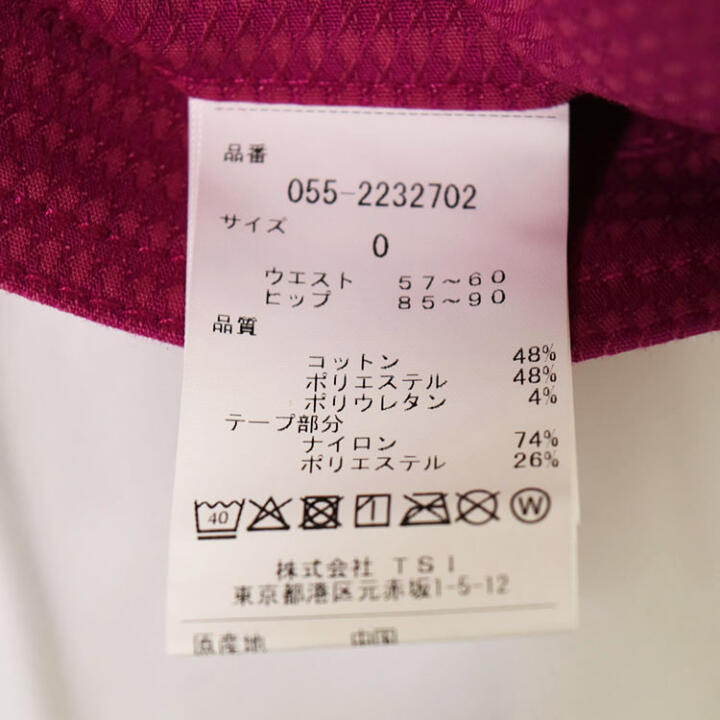 品番
055-2232702
サイズ
0
ウエスト 57～60
ヒップ 85～90
品質
コットン 48%
ポリエステル 48%
ポリウレタン 4%
テープ部分
ナイロン 74%
ポリエステル 26%
40 W
株式会社 TSI
東京都港区元赤坂1-5-12
原産地 中国